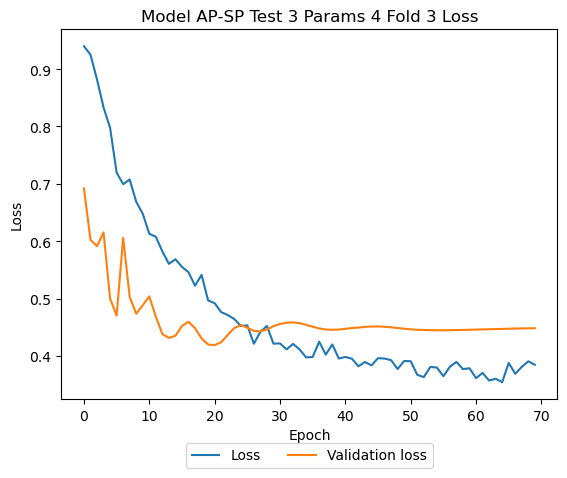 Model AP-SP Test 3 Params 4 Fold 3 Loss
0.9
0.8
0.7
0.6
0.5
0.4
Loss
0 10 20 30 40 50 60 70
Epoch
Loss Validation loss